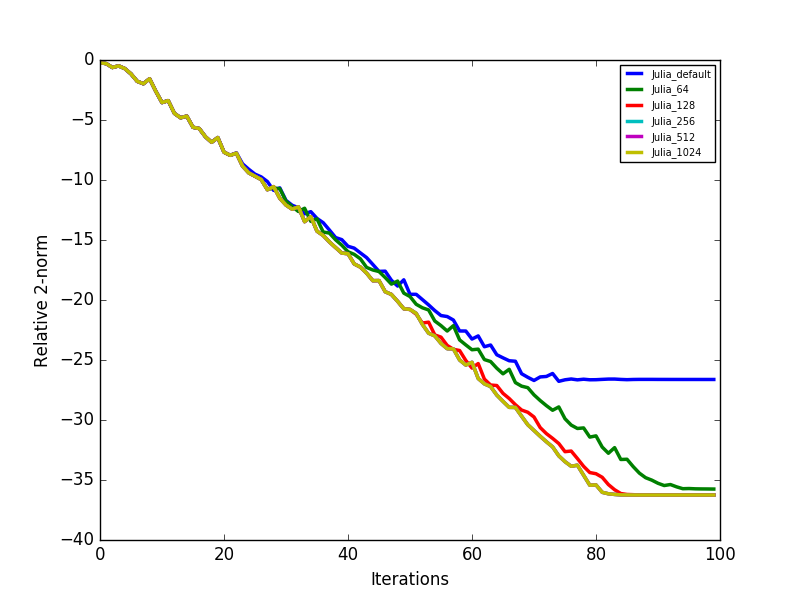 0
−5
−10
−15
−20
−25
−30
−35
−40
0
20
40
60
80
100
Relative 2-norm
Iterations
Julia_default
Julia_64
Julia_128
Julia_256
Julia_512
Julia_1024